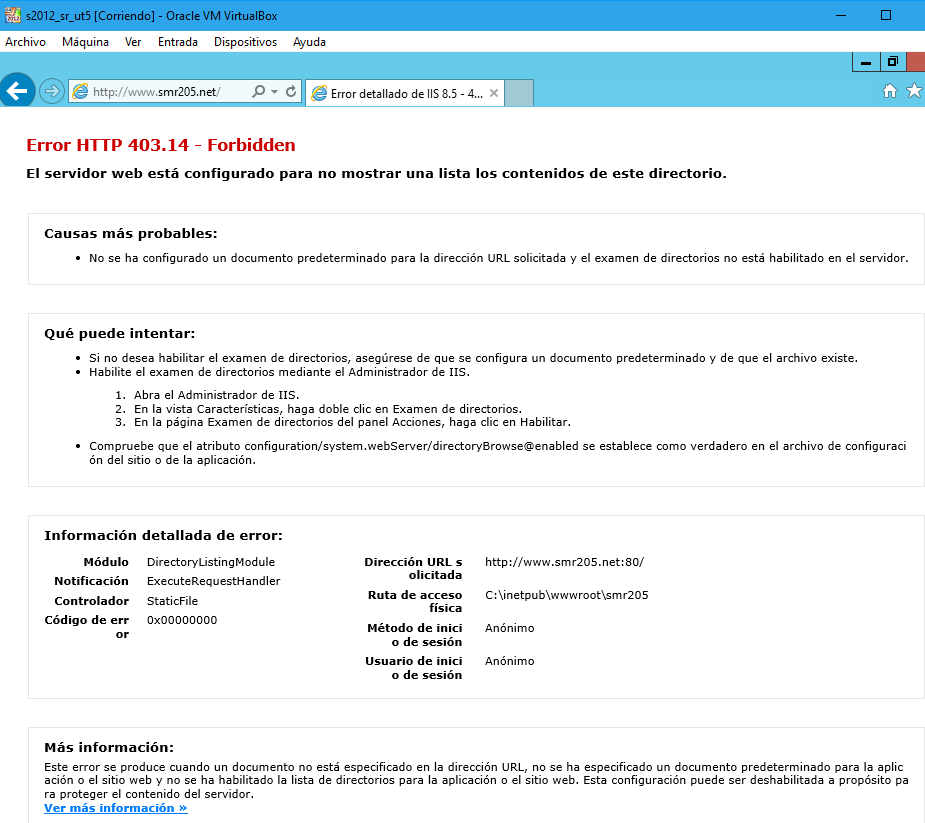 s2012_sr_ut5 [Corriendo] - Oracle VM VirtualBox
Archivo Máquina Ver Entrada Dispositivos Ayuda
http://www.smr205.net/
Error detallado de IIS 8.5 - 4...
Error HTTP 403.14 - Forbidden
El servidor web está configurado para no mostrar una lista los contenidos de este directorio.
Causas más probables:
• No se ha configurado un documento predeterminado para la dirección URL solicitada y el examen de directorios no está habilitado en el servidor.
Qué puede intentar:
• Si no desea habilitar el examen de directorios, asegúrese de que se configura un documento predeterminado y de que el archivo existe.
• Habilite el examen de directorios mediante el Administrador de IIS.
1. Abra el Administrador de IIS.
2. En la vista Características, haga doble clic en Examen de directorios.
3. En la página Examen de directorios del panel Acciones, haga clic en Habilitar.
• Compruebe que el atributo configuration/system.webServer/directoryBrowse@enabled se establece como verdadero en el archivo de configuraci
ón del sitio o de la aplicación.
Información detallada de error:
Módulo DirectoryListingModule
Notificación ExecuteRequestHandler
Controlador StaticFile
Código de err 0x00000000
or
Dirección URL s http://www.smr205.net:80/
olicitada
Ruta de acceso C:\inetpub\wwwroot\smr205
física
Método de inici Anónimo
o de sesión
Usuario de inici Anónimo
o de sesión
Más información:
Este error se produce cuando un documento no está especificado en la dirección URL, no se ha especificado un documento predeterminado para la aplic
ación o el sitio web y no se ha habilitado la lista de directorios para la aplicación o el sitio web. Esta configuración puede ser deshabilitada a propósito pa
ra proteger el contenido del servidor.
Ver más información »